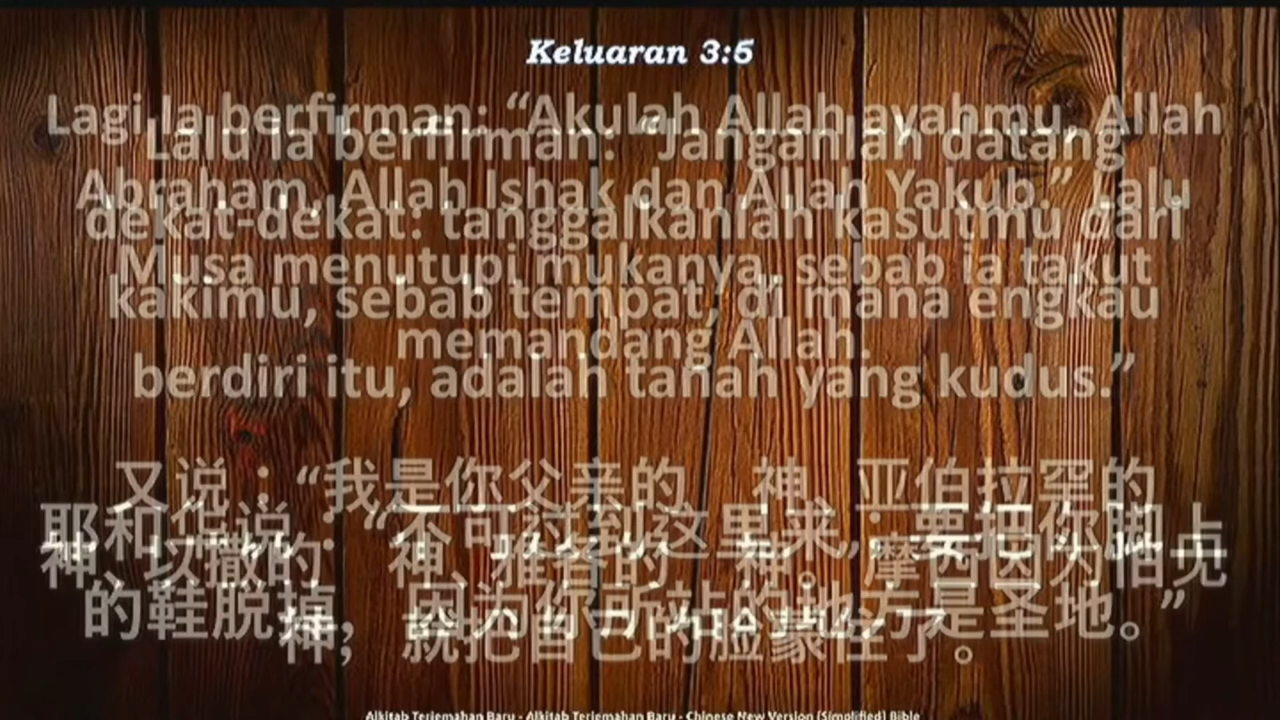 Keluaran 3:5
Lagi Ia berfirman: “Akulah Allah ayahmu, Allah
Lalu Ia berfirman: “Janganlah datang
Abraham, Allah Ishak dan Allah Yakub.” Lalu
dekat-dekat: tanggalkanlah kasutmu dari
Musa menutupi mukanya, sebab ia takut
kakimu, sebab tempat, di mana engkau
memandang Allah.
berdiri itu, adalah tanah yang kudus.”
又说：“我是你父亲的　神、亚伯拉罕的
耶和华说：“不可过到这里来，要把你脚上
神、以撒的　神、雅各的　神。”摩西因为怕见
的鞋脱掉，因为你所站的地方是圣地。”
神，就把自己的脸蒙住了。
Alkitab Terjemahan Baru - Alkitab Terjemahan Baru - Chinese New Version (Simplified) Bible